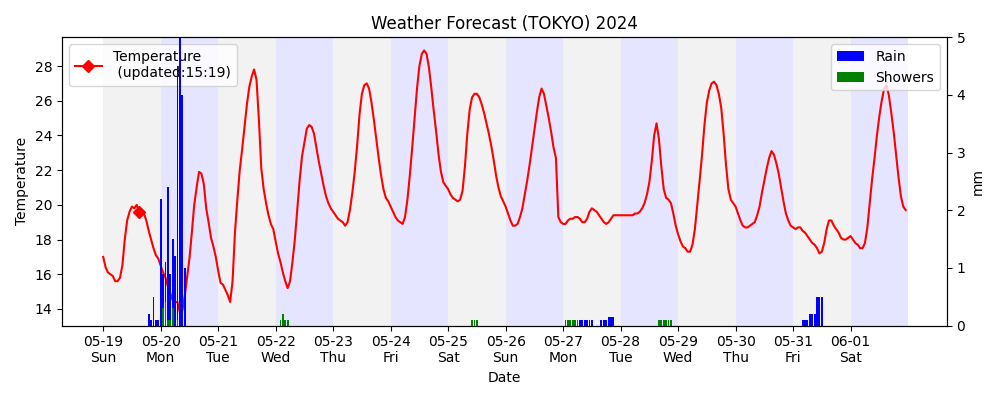 Weather Forecast (TOKYO) 2024
Temperature
(updated:15:19)
Rain
Showers
Temperature
28
26
24
22
20
18
16
14
5
4
3
2
1
0
mm
05-19 05-20 05-21 05-22 05-23 05-24 05-25 05-26 05-27 05-28 05-29 05-30 05-31 06-01
Sun Mon Tue Wed Thu Fri Sat Sun Mon Tue Wed Thu Fri Sat
Date